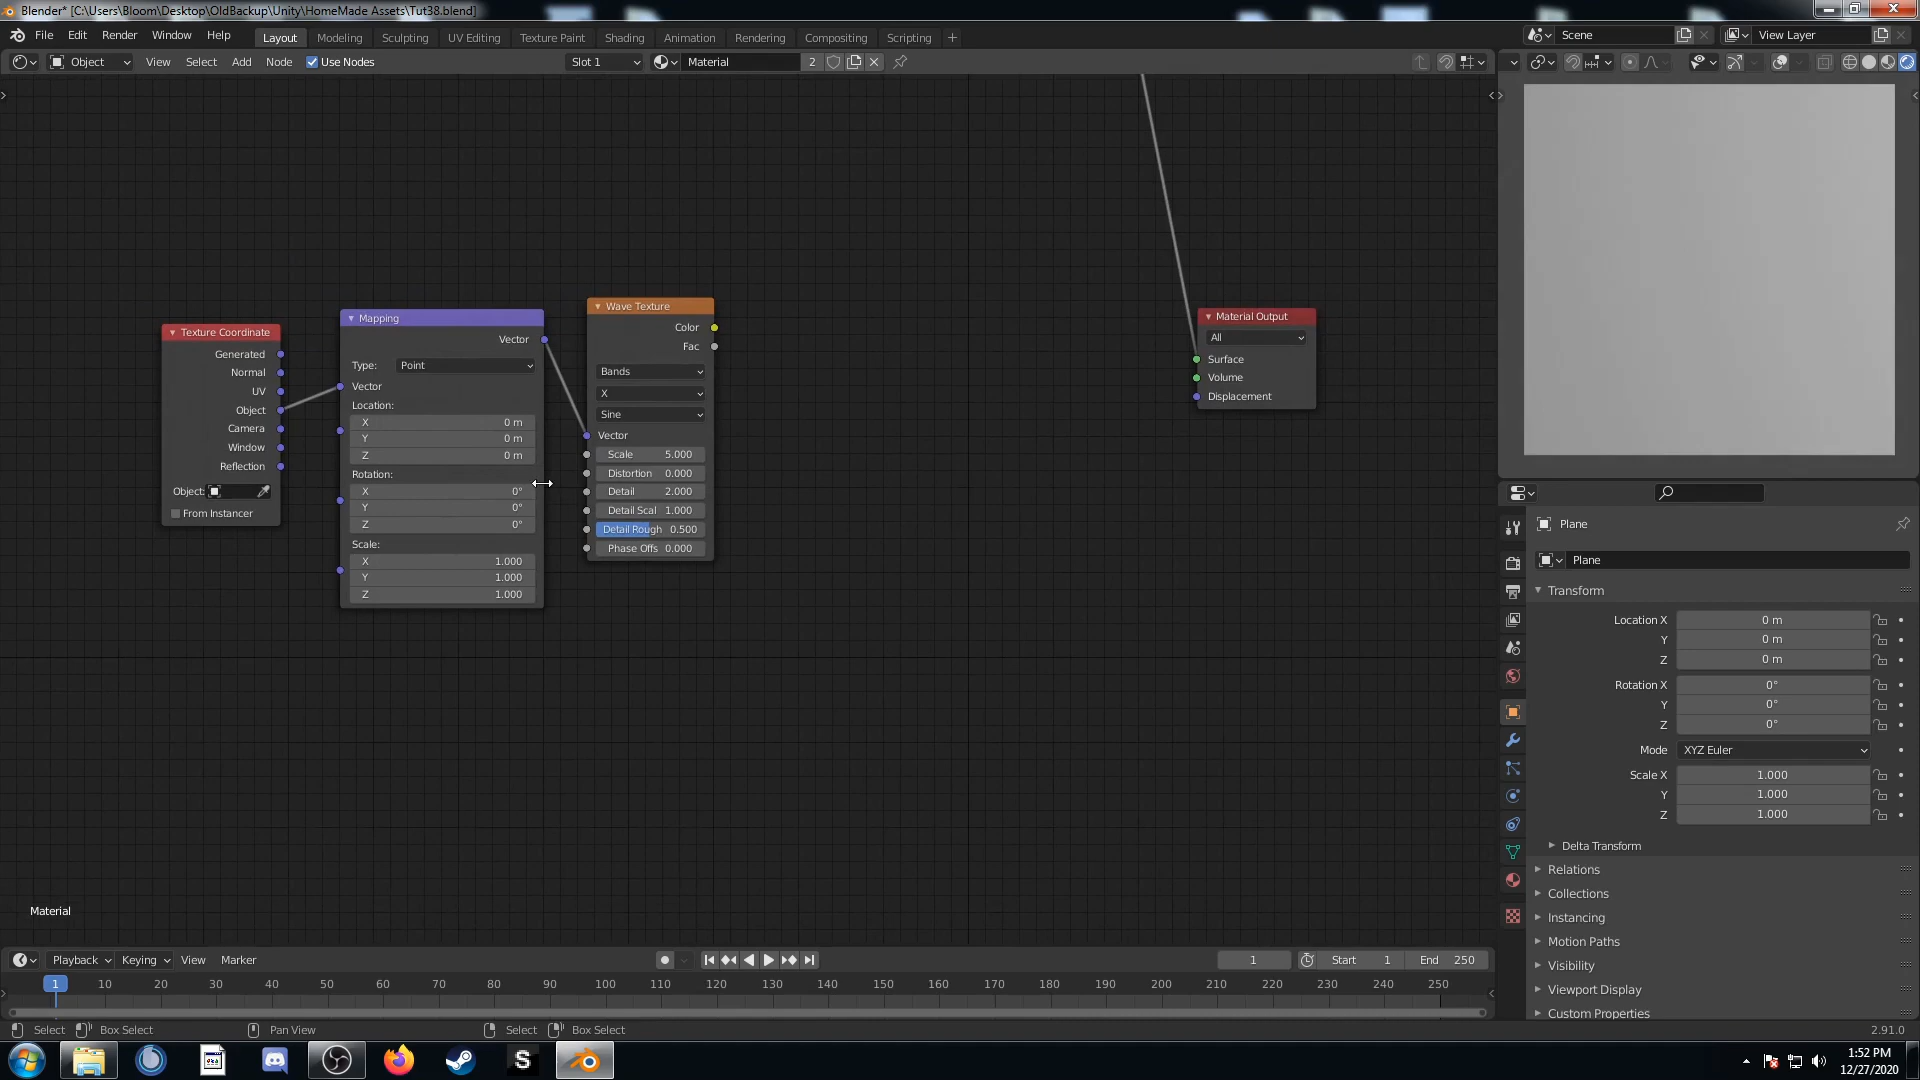 Blender* [C:\Users\Bloom\Desktop\OldBackup\Unity\HomeMade Assets\Tut38.blend]
File Edit Render Window Help Layout Modeling Sculpting UV Editing Texture Paint Shading Animation Rendering Compositing Scripting + Scene View Layer
Object View Select Add Node Use Nodes Slot 1 Material 2
Texture Coordinate
Generated
Normal
UV
Object
Camera
Window
Reflection
Object:
From Instancer
Mapping
Vector
Type: Point
Vector
Location:
X 0 m
Y 0 m
Z 0 m
Rotation:
X 0°
Y 0°
Z 0°
Scale:
X 1.000
Y 1.000
Z 1.000
Wave Texture
Color
Fac
Bands
X
Sine
Vector
Scale 5.000
Distortion 0.000
Detail 2.000
Detail Scal 1.000
Detail Rough 0.500
Phase Offs 0.000
Material Output
All
Surface
Volume
Displacement
Plane
Plane
Transform
Location X 0 m
Y 0 m
Z 0 m
Rotation X 0°
Y 0°
Z 0°
Mode XYZ Euler
Scale X 1.000
Y 1.000
Z 1.000
Delta Transform
Relations
Collections
Instancing
Motion Paths
Visibility
Viewport Display
Custom Properties
Material
Playback Keying View Marker 1 Start 1 End 250
1 10 20 30 40 50 60 70 80 90 100 110 120 130 140 150 160 170 180 190 200 210 220 230 240 250
Select Box Select Pan View Select Box Select 2.91.0
S
1:52 PM
12/27/2020